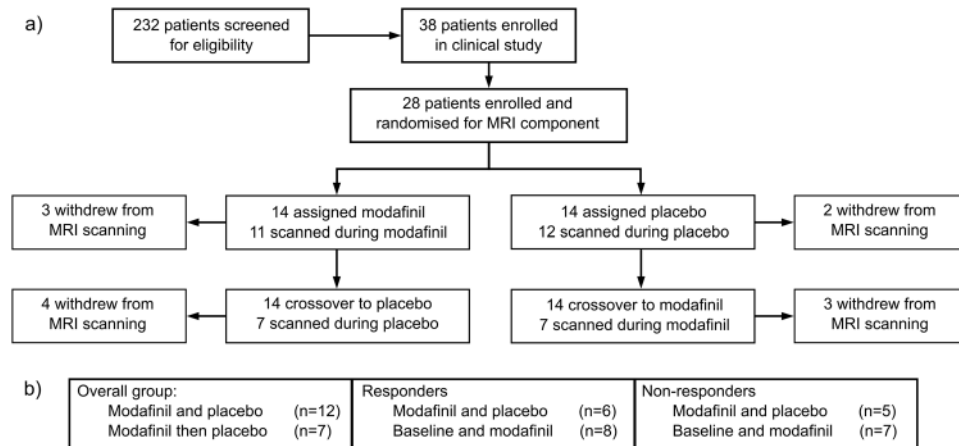 a)
232 patients screened
for eligibility
38 patients enrolled
in clinical study
28 patients enrolled and
randomised for MRI component
3 withdrew from
MRI scanning
14 assigned modafinil
11 scanned during modafinil
14 assigned placebo
12 scanned during placebo
2 withdrew from
MRI scanning
4 withdrew from
MRI scanning
14 crossover to placebo
7 scanned during placebo
14 crossover to modafinil
7 scanned during modafinil
3 withdrew from
MRI scanning
b)
Overall group:
Modafinil and placebo (n=12)
Modafinil then placebo (n=7)
Responders
Modafinil and placebo (n=6)
Baseline and modafinil (n=8)
Non-responders
Modafinil and placebo (n=5)
Baseline and modafinil (n=7)